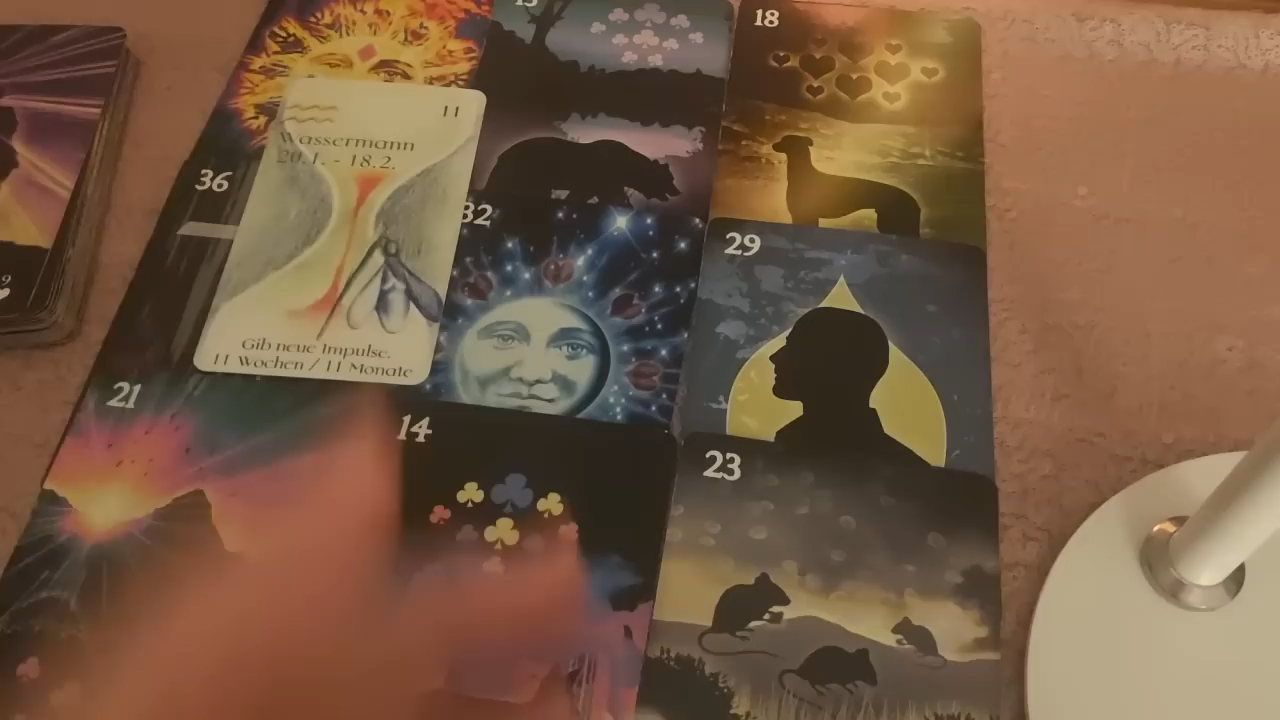 18
11
Wassermann
20.1. - 18.2.
36
32
29
Gib neue Impulse.
11 Wochen / 11 Monate
21
14
23
9